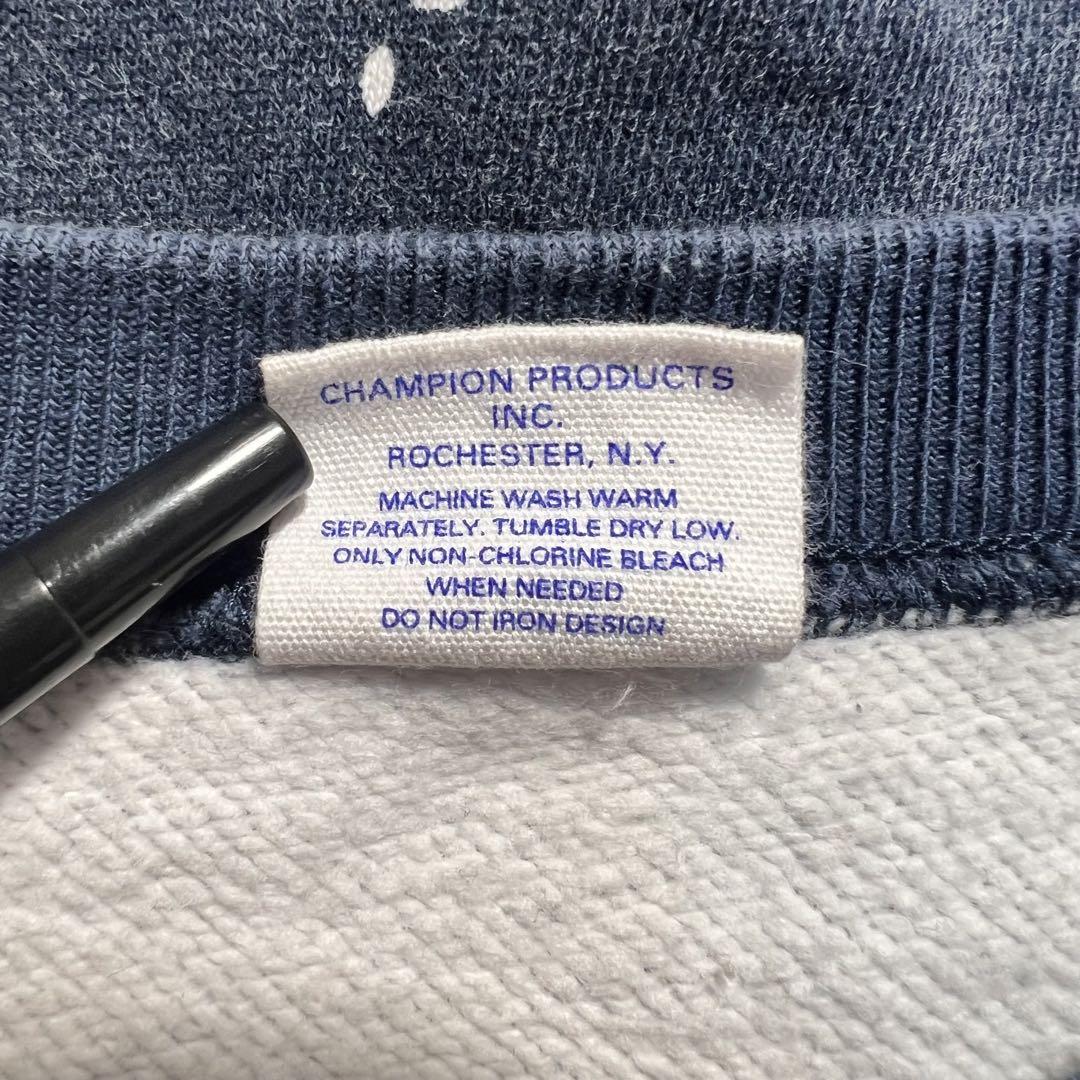 CHAMPION PRODUCTS
INC.
ROCHESTER, N.Y.
MACHINE WASH WARM
SEPARATELY. TUMBLE DRY LOW.
ONLY NON-CHLORINE BLEACH
WHEN NEEDED
DO NOT IRON DESIGN